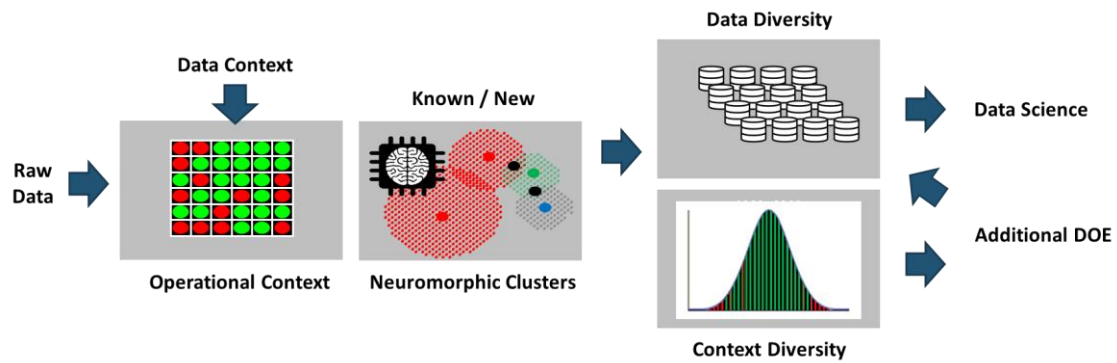 Data Diversity
Data Context
Known / New
Data Science
Raw
Data
Additional DOE
Operational Context
Neuromorphic Clusters
Context Diversity